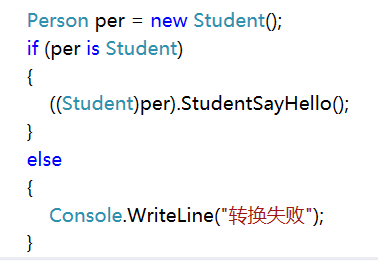 Person per = new Student();
if (per is Student)
{
((Student)per).StudentSayHello();
}
else
{
Console.WriteLine("转换失败");
}